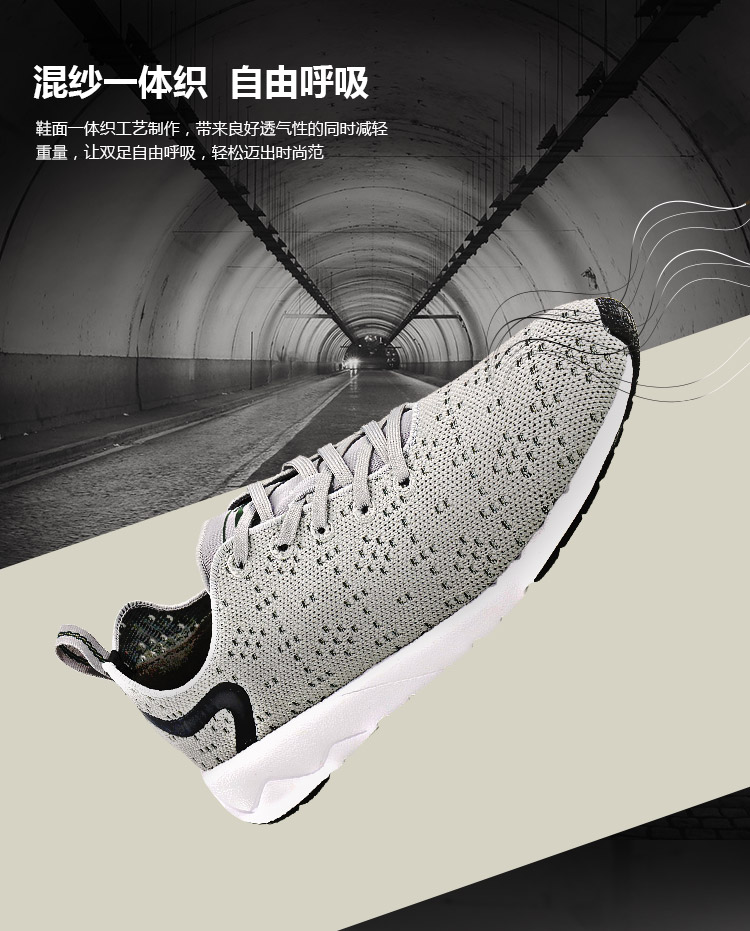 混纱一体织 自由呼吸
鞋面一体织工艺制作，带来良好透气性的同时减轻
重量，让双足自由呼吸，轻松迈出时尚范